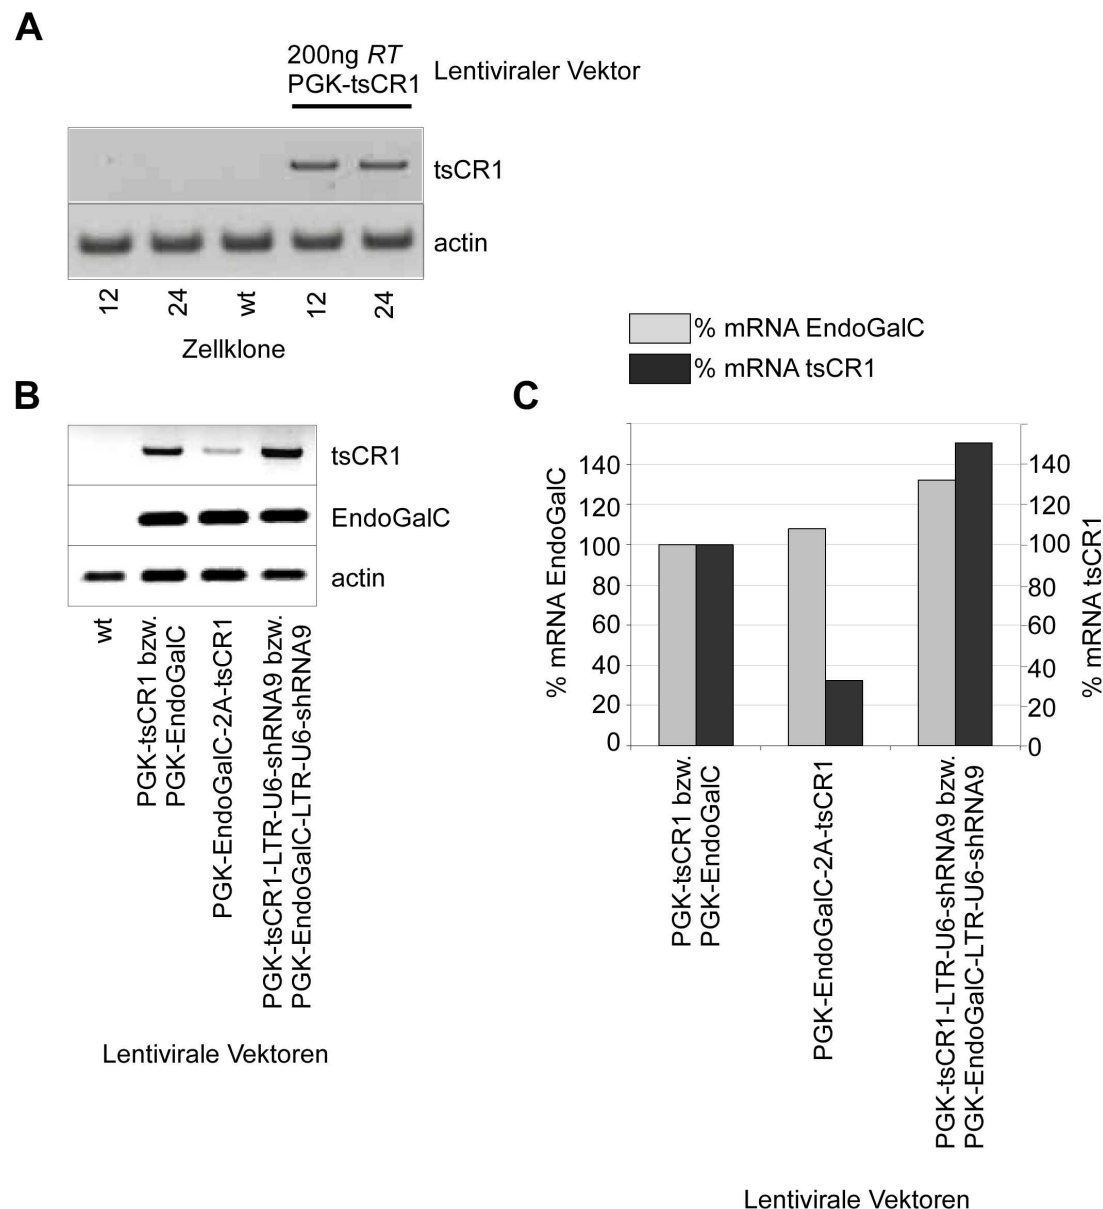 A
200ng RT
PGK-tsCR1
Lentiviraler Vektor
tsCR1
actin
12
24
wt
12
24
Zellklone
% mRNA EndoGalC
% mRNA tsCR1
B
tsCR1
EndoGalC
actin
wt
PGK-tsCR1 bzw.
PGK-EndoGalC
PGK-EndoGalC-2A-tsCR1
PGK-tsCR1-LTR-U6-shRNA9 bzw.
PGK-EndoGalC-LTR-U6-shRNA9
Lentivirale Vektoren
C
% mRNA EndoGalC
140
120
100
80
60
40
20
0
140
120
100
80
60
40
20
0
% mRNA tsCR1
PGK-tsCR1 bzw.
PGK-EndoGalC
PGK-EndoGalC-2A-tsCR1
PGK-tsCR1-LTR-U6-shRNA9 bzw.
PGK-EndoGalC-LTR-U6-shRNA9
Lentivirale Vektoren